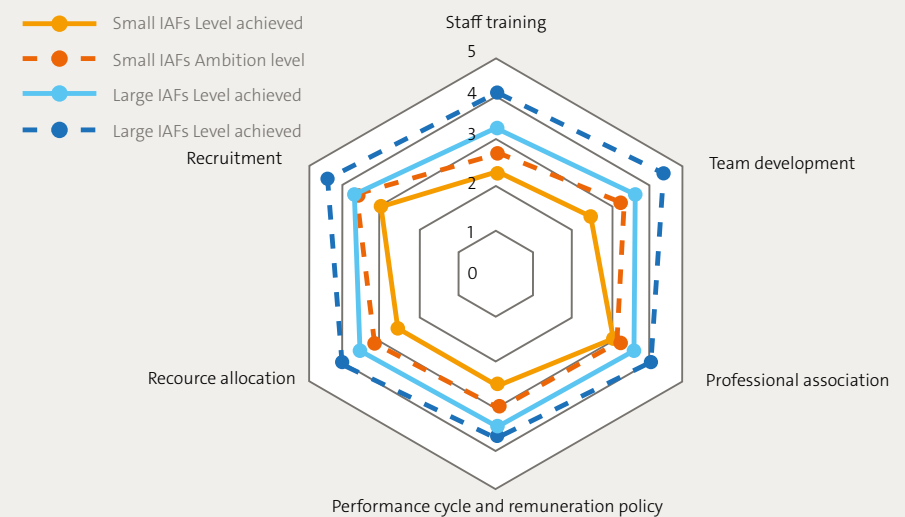 Small IAFs Level achieved
Small IAFs Ambition level
Large IAFs Level achieved
Large IAFs Level achieved
Staff training
Recruitment
Team development
5
4
3
2
1
0
Recource allocation
Professional association
Performance cycle and remuneration policy